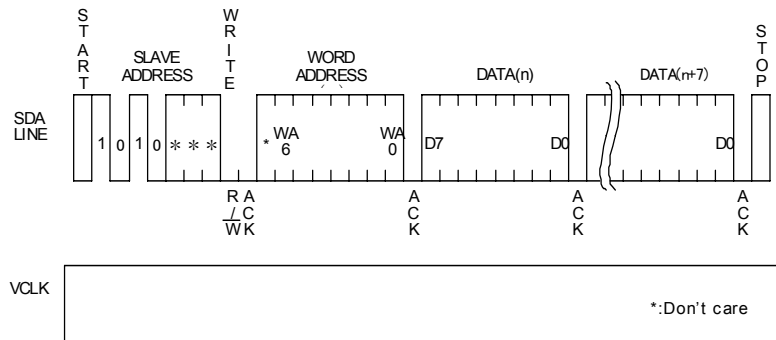 START
WRITE
STOP
SLAVE
ADDRESS
WORD
ADDRESS
DATA(n)
DATA(n+7)
SDA
LINE
1 0 1 0 * * *
* WA
6
WA
0
D7
D0
D0
R/W
ACK
ACK
ACK
ACK
VCLK
*:Don't care